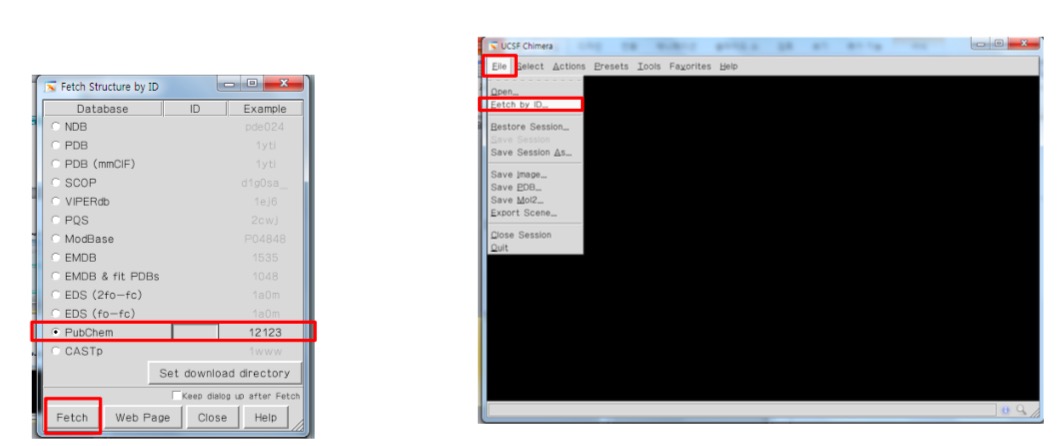 Fetch Structure by ID
Database ID Example
NDB pde024
PDB 1yti
PDB (mmCIF) 1yti
SCOP d1g0sa_
VIPERdb 1ej6
PQS 2cwj
ModBase P04848
EMDB 1535
EMDB & fit PDBs 1048
EDS (2fo-fc) 1a0m
EDS (fo-fc) 1a0m
PubChem 12123
CASTp 1www
Set download directory
Keep dialog up after Fetch
Fetch Web Page Close Help
UCSF Chimera
File Select Actions Presets Tools Favorites Help
Open...
Fetch by ID...
Restore Session...
Save Session
Save Session As...
Save Image...
Save PDB...
Save Mol2...
Export Scene...
Close Session
Quit